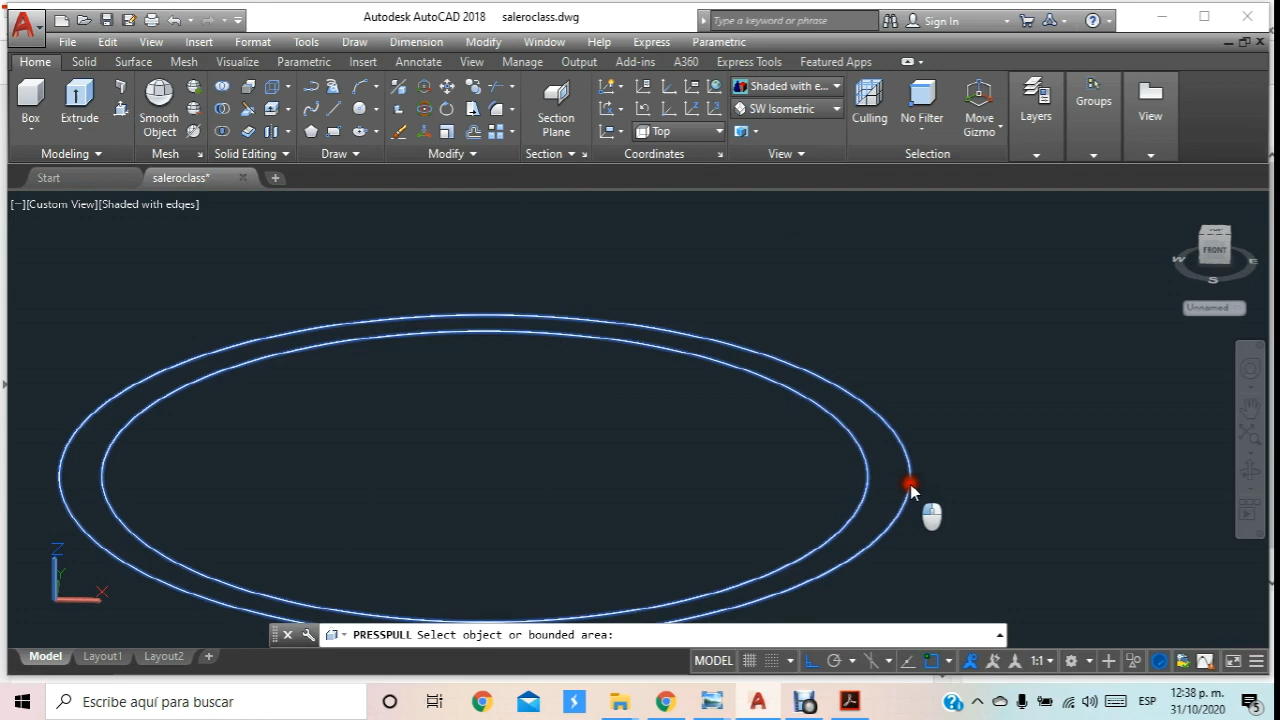 Autodesk AutoCAD 2018 saleroclass.dwg
Type a keyword or phrase
Sign In
File Edit View Insert Format Tools Draw Dimension Modify Window Help Express Parametric
Home Solid Surface Mesh Visualize Parametric Insert Annotate View Manage Output Add-ins A360 Express Tools Featured Apps
Shaded with e...
SW Isometric
Top
Box Extrude Smooth Object Section Plane Culling No Filter Move Gizmo Layers Groups View
Modeling Mesh Solid Editing Draw Modify Section Coordinates View Selection
Start saleroclass*
[−][Custom View][Shaded with edges]
TOP
FRONT
W E
S
Unnamed
Z
Y X
PRESSPULL Select object or bounded area:
Model Layout1 Layout2
MODEL 1:1
Escribe aquí para buscar
ESP
12:38 p. m.
31/10/2020
5